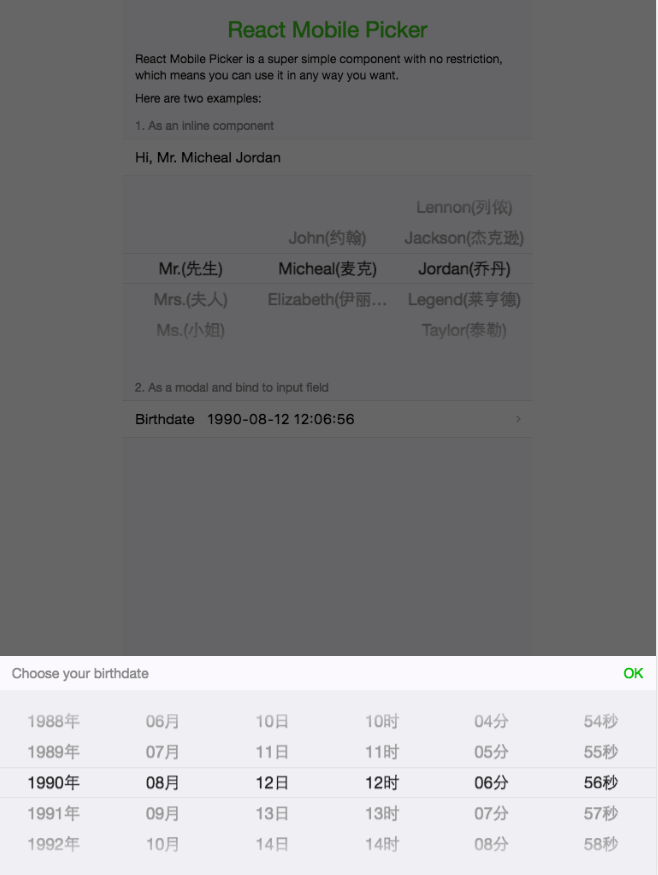 React Mobile Picker
React Mobile Picker is a super simple component with no restriction,
which means you can use it in any way you want.
Here are two examples:
1. As an inline component
Hi, Mr. Micheal Jordan
Lennon(列侬)
John(约翰) Jackson(杰克逊)
Mr.(先生) Micheal(麦克) Jordan(乔丹)
Mrs.(夫人) Elizabeth(伊丽... Legend(莱亨德)
Ms.(小姐) Taylor(泰勒)
2. As a modal and bind to input field
Birthdate 1990-08-12 12:06:56 ›
Choose your birthdate OK
1988年 06月 10日 10时 04分 54秒
1989年 07月 11日 11时 05分 55秒
1990年 08月 12日 12时 06分 56秒
1991年 09月 13日 13时 07分 57秒
1992年 10月 14日 14时 08分 58秒